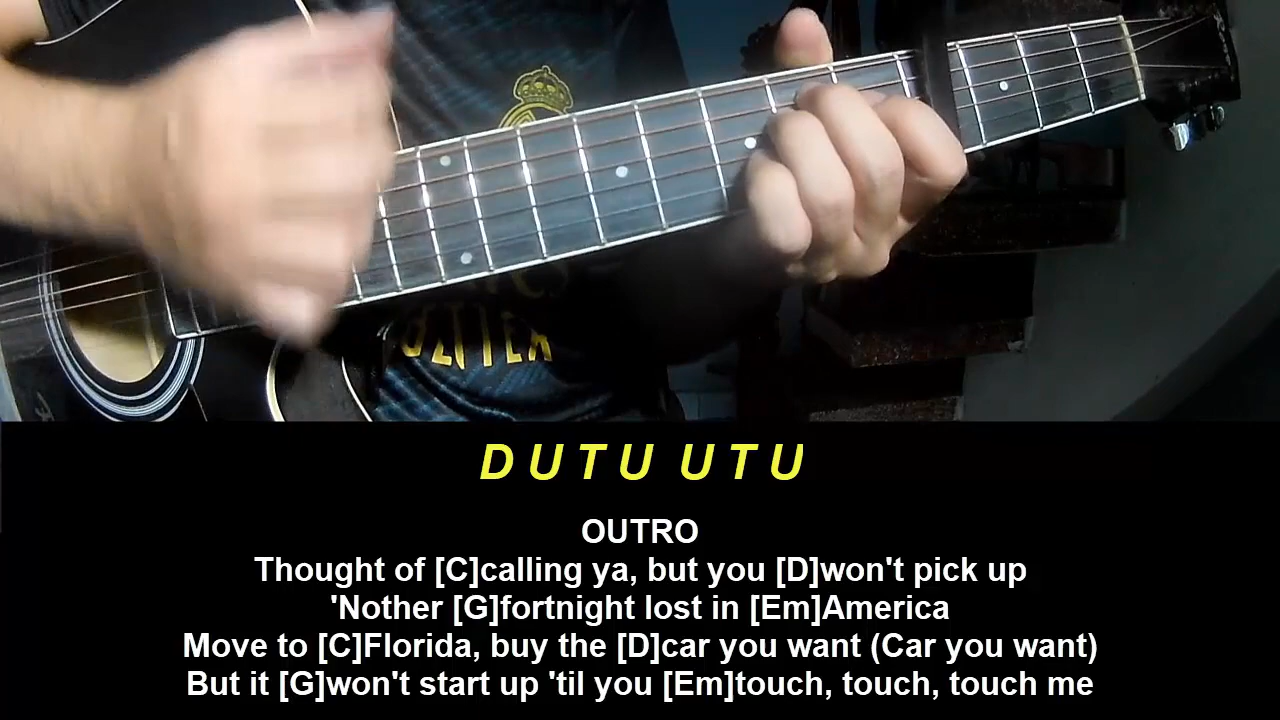 D U T U  U T U
OUTRO
Thought of [C]calling ya, but you [D]won't pick up
'Nother [G]fortnight lost in [Em]America
Move to [C]Florida, buy the [D]car you want (Car you want)
But it [G]won't start up 'til you [Em]touch, touch, touch me